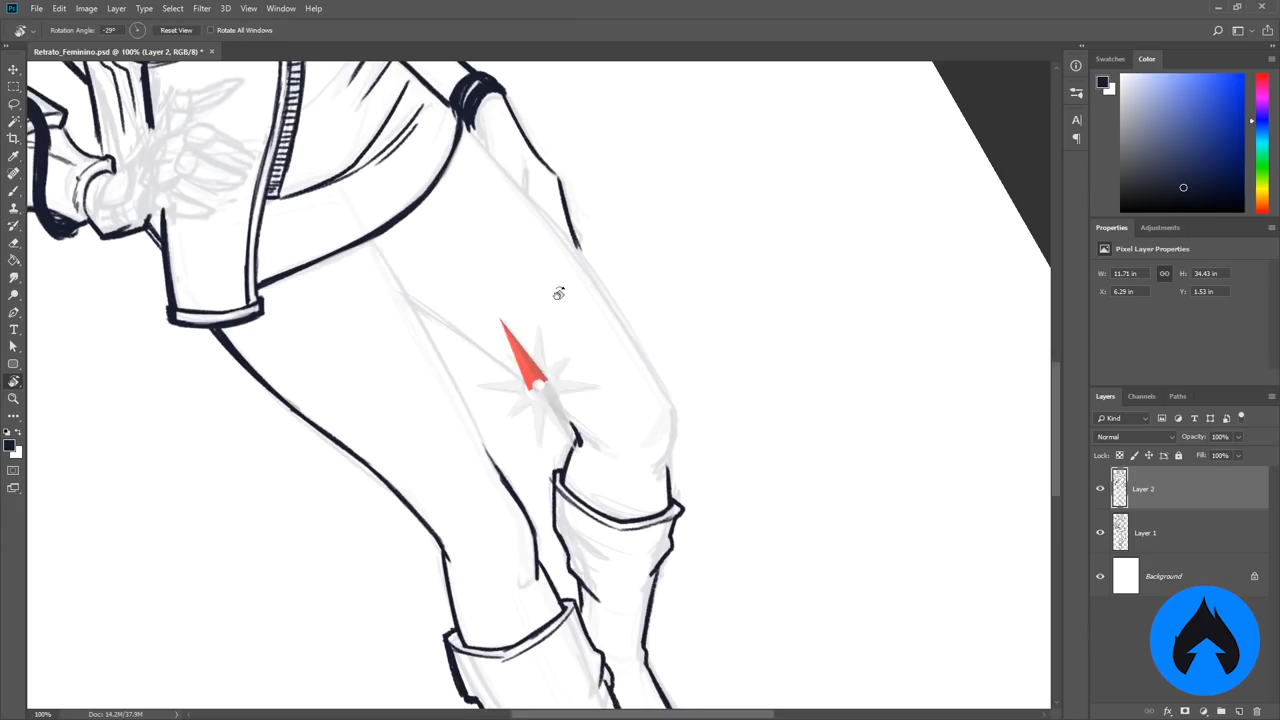 Ps File Edit Image Layer Type Select Filter 3D View Window Help
Rotation Angle: -29° Reset View Rotate All Windows
Retrato_Feminino.psd @ 100% (Layer 2, RGB/8) *
Swatches Color
Properties Adjustments
Pixel Layer Properties
W: 11.71 in H: 34.43 in
X: 6.29 in Y: 1.53 in
Layers Channels Paths
Kind
Normal Opacity: 100%
Lock: Fill: 100%
Layer 2
Layer 1
Background
100% Doc: 14.2M/37.9M